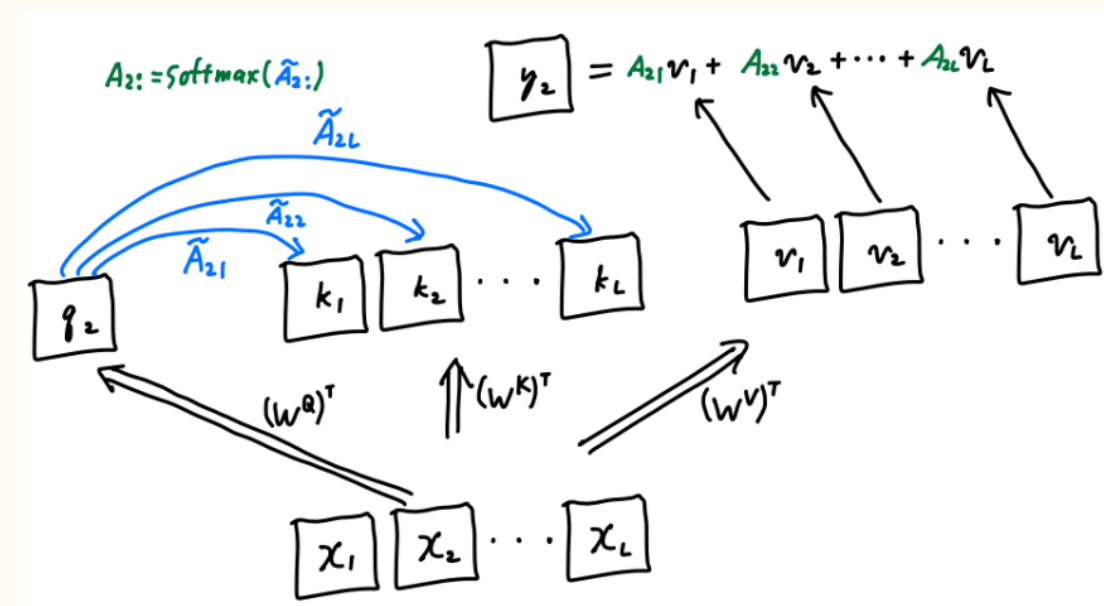 A₂: = softmax(Ã₂:)
y₂ = A₂₁v₁ + A₂₂v₂ + ··· + A₂LvL
Ã₂L
Ã₂₂
Ã₂₁
q₂
k₁ k₂ ··· kL
v₁ v₂ ··· vL
(W^Q)^T
(W^K)^T
(W^V)^T
x₁ x₂ ··· xL